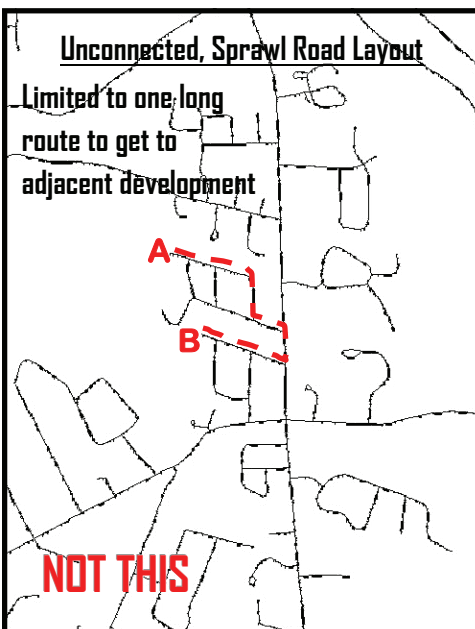 Unconnected, Sprawl Road Layout
Limited to one long
route to get to
adjacent development
A
B
NOT THIS